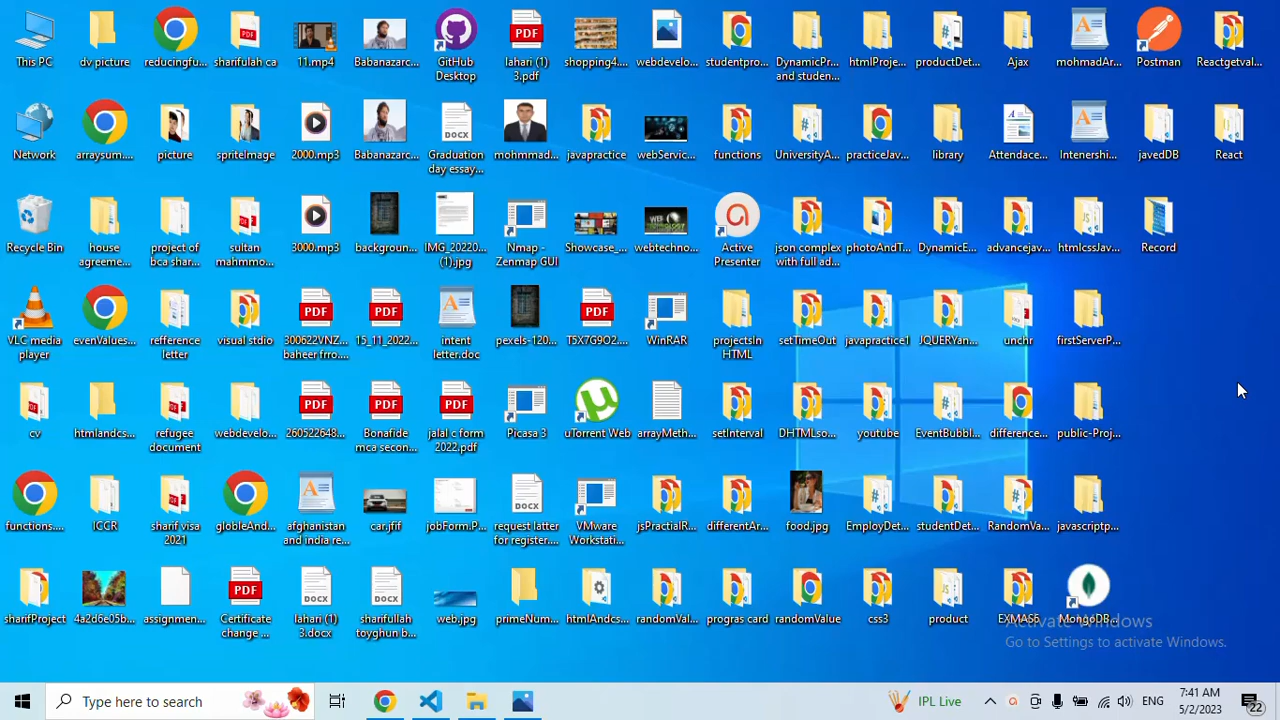 This PC
dv picture
reducingfu...
sharifulah ca
11.mp4
Babanazarc...
GitHub
Desktop
lahari (1)
3.pdf
shopping4....
webdevelo...
studentpro...
DynamicPr...
and studen...
htmlProje...
productDet...
Ajax
mohmadAr...
Postman
Reactgetval...
Network
arraysum....
picture
spriteImage
2000.mp3
Babanazarc...
Graduation
day essay...
mohmmad...
javapractice
webServic...
functions
UniversityA...
practiceJav...
library
Attendace...
Intenershi...
javedDB
React
Recycle Bin
house
agreeme...
project of
bca shar...
sultan
mahmmo...
3000.mp3
backgroun...
IMG_20220...
(1).jpg
Nmap -
Zenmap GUI
Showcase_...
webtechno...
Active
Presenter
json complex
with full ad...
photoAndT...
DynamicE...
advancejav...
htmlcssJav...
Record
VLC media
player
evenValues...
refference
letter
visual stdio
300622VNZ...
baheer frro...
15_11_2022...
intent
letter.doc
pexels-120...
T5X7G9O2....
WinRAR
projectsIn
HTML
setTimeOut
javapractice1
JQUERYan...
unchr
firstServerP...
cv
htmlandcs...
refugee
document
webdevelo...
260522648...
Bonafide
mca secon...
jalal c form
2022.pdf
Picasa 3
uTorrent Web
arrayMeth...
setInterval
DHTMLso...
youtube
EventBubbl...
difference...
public-Proj...
functions....
ICCR
sharif visa
2021
globleAnd...
afghanistan
and india re...
car.jfif
jobForm.P...
request latter
for register....
VMware
Workstati...
jsPractialR...
differentAr...
food.jpg
EmployDet...
studentDet...
RandomVa...
javascriptp...
sharifProject
4a2d6e05b...
assignmen...
Certificate
change ...
lahari (1)
3.docx
sharifullah
toyghun b...
web.jpg
primeNum...
htmlAndcs...
randomVal...
progras card
randomValue
css3
product
EXMAS6
MongoDB...
Activate Windows
Go to Settings to activate Windows.
Type here to search
IPL Live
ENG
7:41 AM
5/2/2023
22